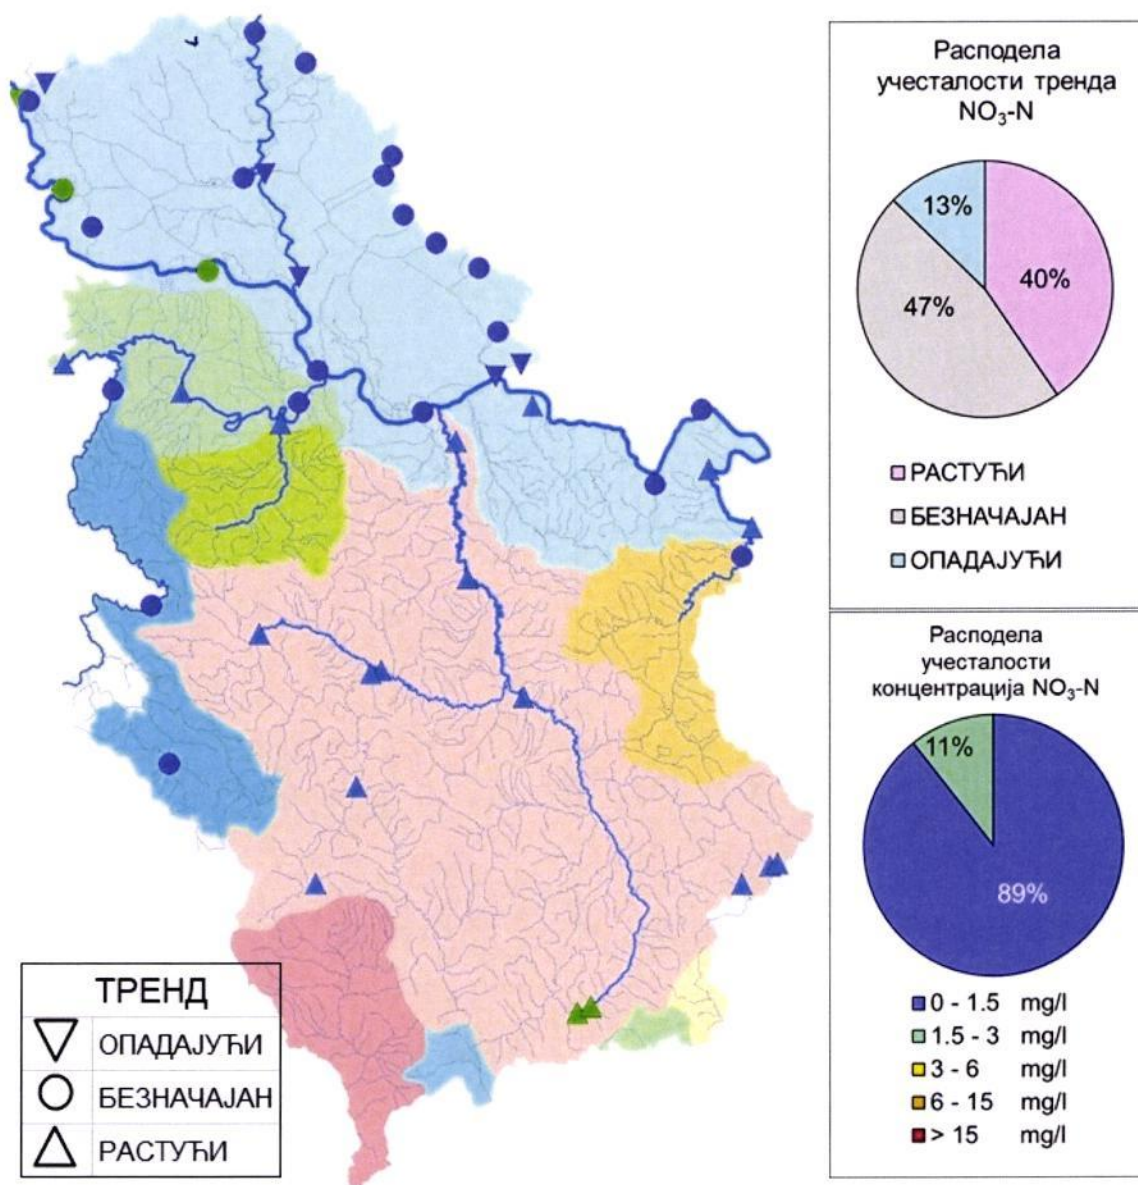 Расподела
учесталости тренда
NO₃-N
13%
40%
47%
РАСТУЋИ
БЕЗНАЧАЈАН
ОПАДАЈУЋИ
Расподела
учесталости
концентрација NO₃-N
11%
89%
0 - 1.5 mg/l
1.5 - 3 mg/l
3 - 6 mg/l
6 - 15 mg/l
> 15 mg/l
ТРЕНД
ОПАДАЈУЋИ
БЕЗНАЧАЈАН
РАСТУЋИ